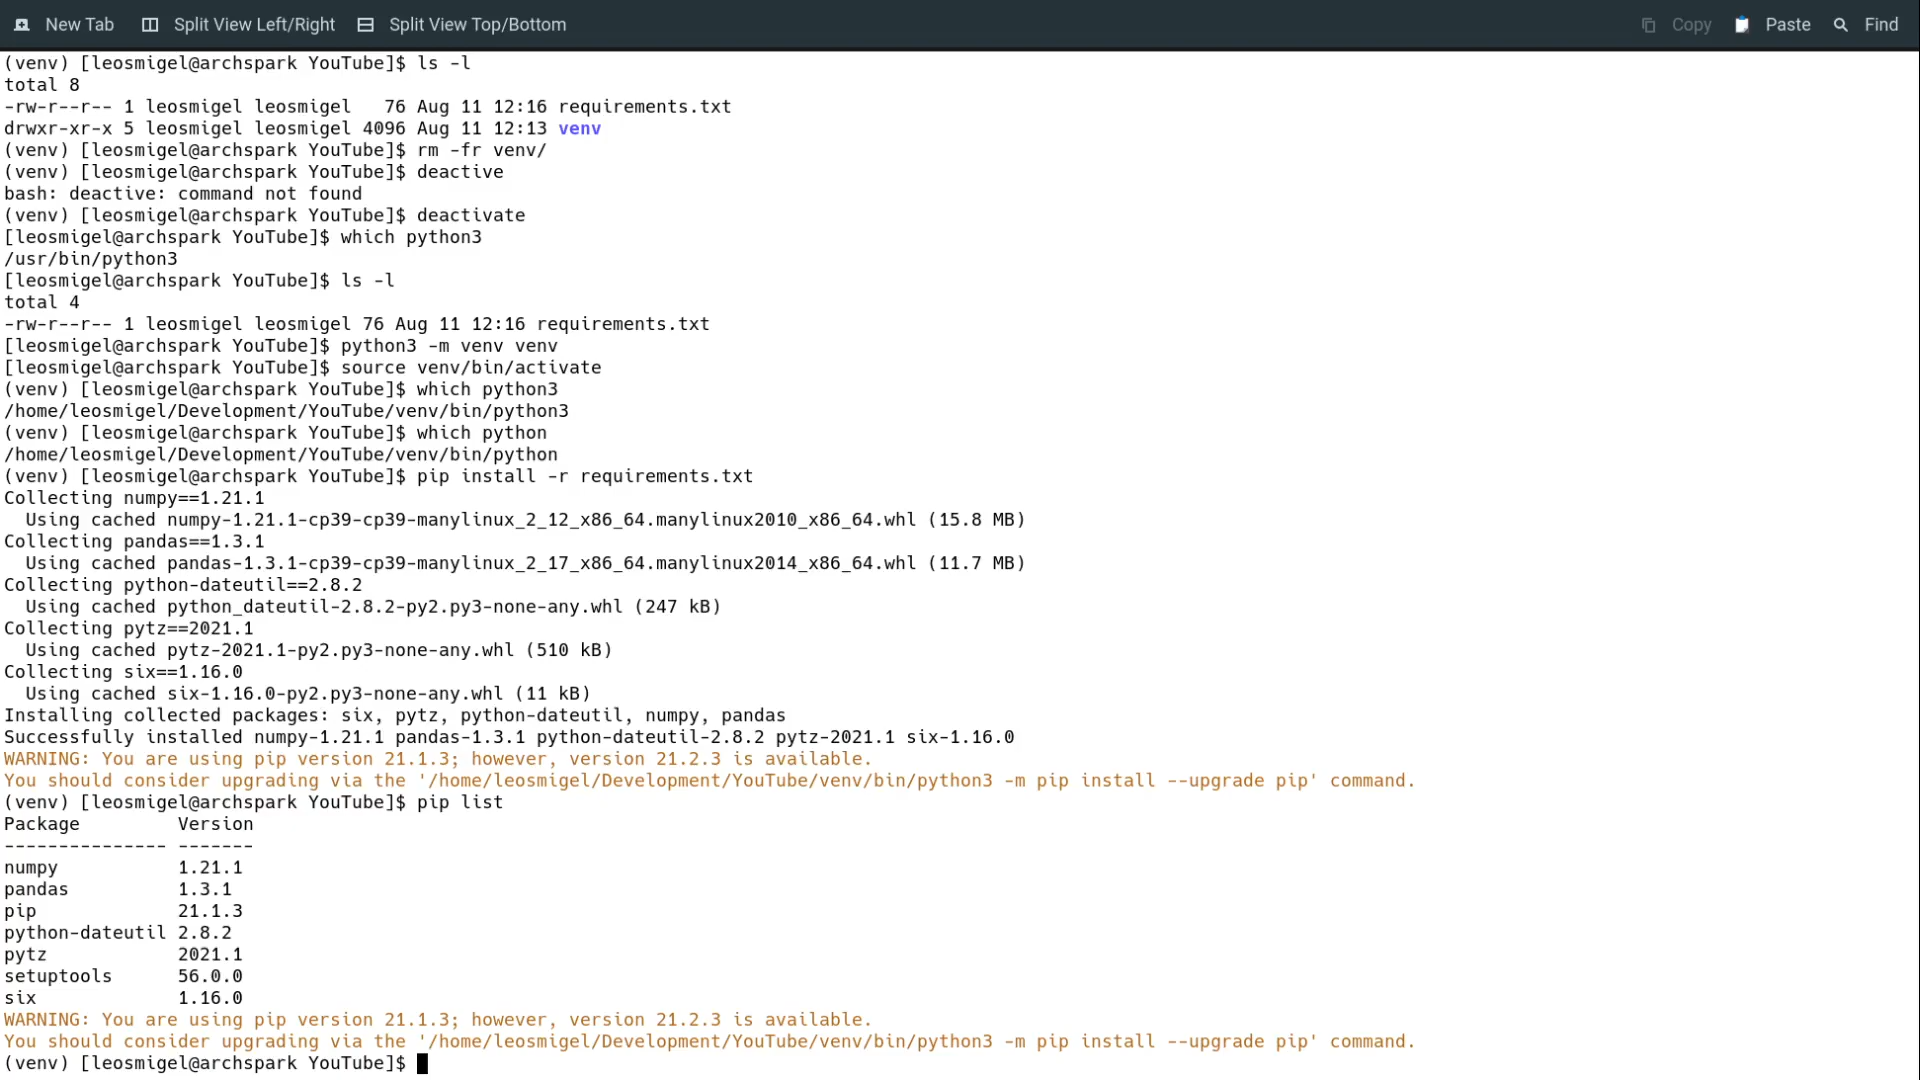 New Tab Split View Left/Right Split View Top/Bottom Copy Paste Find
(venv) [leosmigel@archspark YouTube]$ ls -l
total 8
-rw-r--r-- 1 leosmigel leosmigel   76 Aug 11 12:16 requirements.txt
drwxr-xr-x 5 leosmigel leosmigel 4096 Aug 11 12:13 venv
(venv) [leosmigel@archspark YouTube]$ rm -fr venv/
(venv) [leosmigel@archspark YouTube]$ deactive
bash: deactive: command not found
(venv) [leosmigel@archspark YouTube]$ deactivate
[leosmigel@archspark YouTube]$ which python3
/usr/bin/python3
[leosmigel@archspark YouTube]$ ls -l
total 4
-rw-r--r-- 1 leosmigel leosmigel 76 Aug 11 12:16 requirements.txt
[leosmigel@archspark YouTube]$ python3 -m venv venv
[leosmigel@archspark YouTube]$ source venv/bin/activate
(venv) [leosmigel@archspark YouTube]$ which python3
/home/leosmigel/Development/YouTube/venv/bin/python3
(venv) [leosmigel@archspark YouTube]$ which python
/home/leosmigel/Development/YouTube/venv/bin/python
(venv) [leosmigel@archspark YouTube]$ pip install -r requirements.txt
Collecting numpy==1.21.1
  Using cached numpy-1.21.1-cp39-cp39-manylinux_2_12_x86_64.manylinux2010_x86_64.whl (15.8 MB)
Collecting pandas==1.3.1
  Using cached pandas-1.3.1-cp39-cp39-manylinux_2_17_x86_64.manylinux2014_x86_64.whl (11.7 MB)
Collecting python-dateutil==2.8.2
  Using cached python_dateutil-2.8.2-py2.py3-none-any.whl (247 kB)
Collecting pytz==2021.1
  Using cached pytz-2021.1-py2.py3-none-any.whl (510 kB)
Collecting six==1.16.0
  Using cached six-1.16.0-py2.py3-none-any.whl (11 kB)
Installing collected packages: six, pytz, python-dateutil, numpy, pandas
Successfully installed numpy-1.21.1 pandas-1.3.1 python-dateutil-2.8.2 pytz-2021.1 six-1.16.0
WARNING: You are using pip version 21.1.3; however, version 21.2.3 is available.
You should consider upgrading via the '/home/leosmigel/Development/YouTube/venv/bin/python3 -m pip install --upgrade pip' command.
(venv) [leosmigel@archspark YouTube]$ pip list
Package         Version
--------------- -------
numpy           1.21.1
pandas          1.3.1
pip             21.1.3
python-dateutil 2.8.2
pytz            2021.1
setuptools      56.0.0
six             1.16.0
WARNING: You are using pip version 21.1.3; however, version 21.2.3 is available.
You should consider upgrading via the '/home/leosmigel/Development/YouTube/venv/bin/python3 -m pip install --upgrade pip' command.
(venv) [leosmigel@archspark YouTube]$